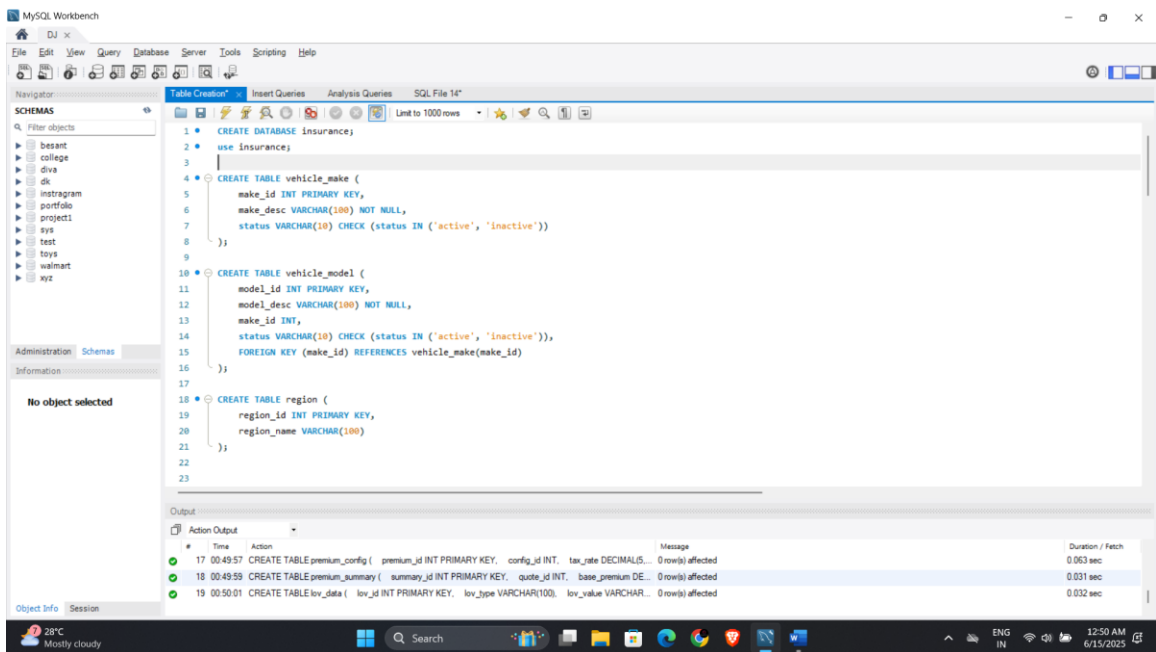 MySQL Workbench
DJ ×
File Edit View Query Database Server Tools Scripting Help
Navigator
SCHEMAS
Filter objects
besant
college
diva
dk
instragram
portfolio
project1
sys
test
toys
walmart
xyz
Administration Schemas
Information
No object selected
Object Info Session
Table Creation* × Insert Queries Analysis Queries SQL File 14*
Limit to 1000 rows
1 CREATE DATABASE insurance;
2 use insurance;
3
4 CREATE TABLE vehicle_make (
5 make_id INT PRIMARY KEY,
6 make_desc VARCHAR(100) NOT NULL,
7 status VARCHAR(10) CHECK (status IN ('active', 'inactive'))
8 );
9
10 CREATE TABLE vehicle_model (
11 model_id INT PRIMARY KEY,
12 model_desc VARCHAR(100) NOT NULL,
13 make_id INT,
14 status VARCHAR(10) CHECK (status IN ('active', 'inactive')),
15 FOREIGN KEY (make_id) REFERENCES vehicle_make(make_id)
16 );
17
18 CREATE TABLE region (
19 region_id INT PRIMARY KEY,
20 region_name VARCHAR(100)
21 );
22
23
Output
Action Output
# Time Action Message Duration / Fetch
17 00:49:57 CREATE TABLE premium_config ( premium_id INT PRIMARY KEY, config_id INT, tax_rate DECIMAL(5,... 0 row(s) affected 0.063 sec
18 00:49:59 CREATE TABLE premium_summary ( summary_id INT PRIMARY KEY, quote_id INT, base_premium DE... 0 row(s) affected 0.031 sec
19 00:50:01 CREATE TABLE lov_data ( lov_id INT PRIMARY KEY, lov_type VARCHAR(100), lov_value VARCHAR... 0 row(s) affected 0.032 sec
7 28°C
Mostly cloudy
Search
ENG
IN
12:50 AM
6/15/2025